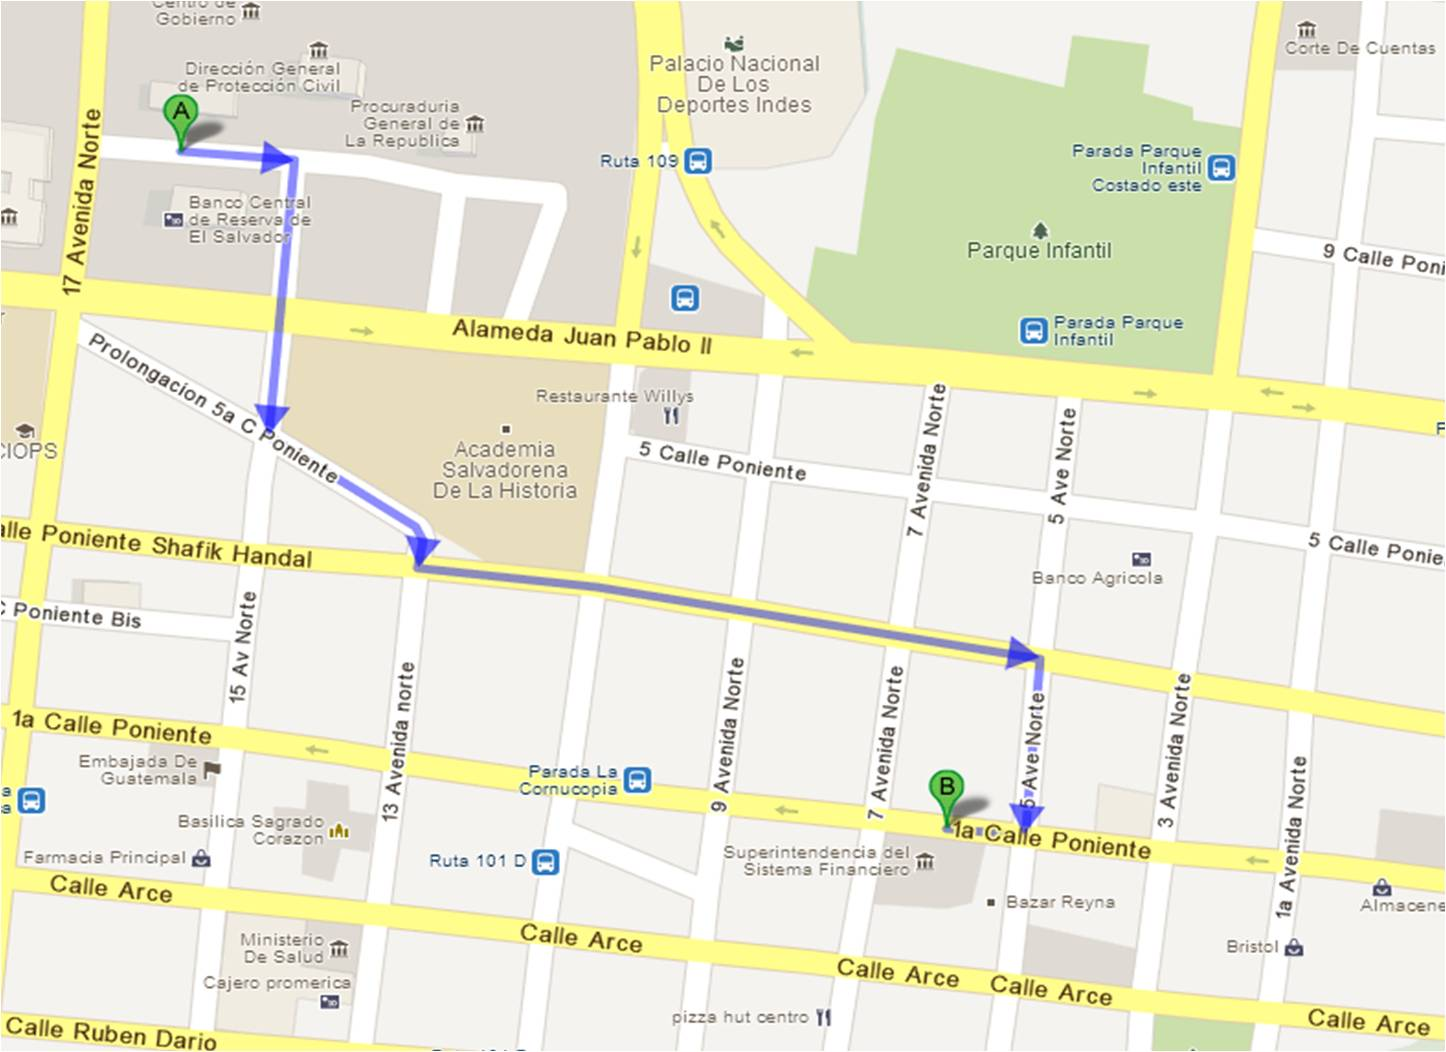 Centro de
Gobierno
Dirección General
de Protección Civil
A
Procuraduria
General de
La Republica
Palacio Nacional
De Los
Deportes Indes
Corte De Cuentas
Ruta 109
Parada Parque
Infantil
Costado este
17 Avenida Norte
Banco Central
de Reserva de
El Salvador
Parque Infantil
9 Calle Poni
Alameda Juan Pablo II
Parada Parque
Infantil
Prolongacion 5a C Poniente
Restaurante Willys
CIOPS
Academia
Salvadorena
De La Historia
5 Calle Poniente
7 Avenida Norte
5 Ave Norte
5 Calle Ponie
alle Poniente Shafik Handal
Banco Agricola
C Poniente Bis
15 Av Norte
13 Avenida norte
9 Avenida Norte
7 Avenida Norte
5 Ave Norte
3 Avenida Norte
1a Avenida Norte
1a Calle Poniente
Embajada De
Guatemala
Parada La
Cornucopia
B
1a Calle Poniente
a
a
Basilica Sagrado
Corazon
Farmacia Principal
Ruta 101 D
Superintendencia del
Sistema Financiero
Bazar Reyna
Almacene
Calle Arce
Calle Arce
Bristol
Ministerio
De Salud
Cajero promerica
Calle Arce
Calle Arce
pizza hut centro
Calle Arce
Calle Ruben Dario